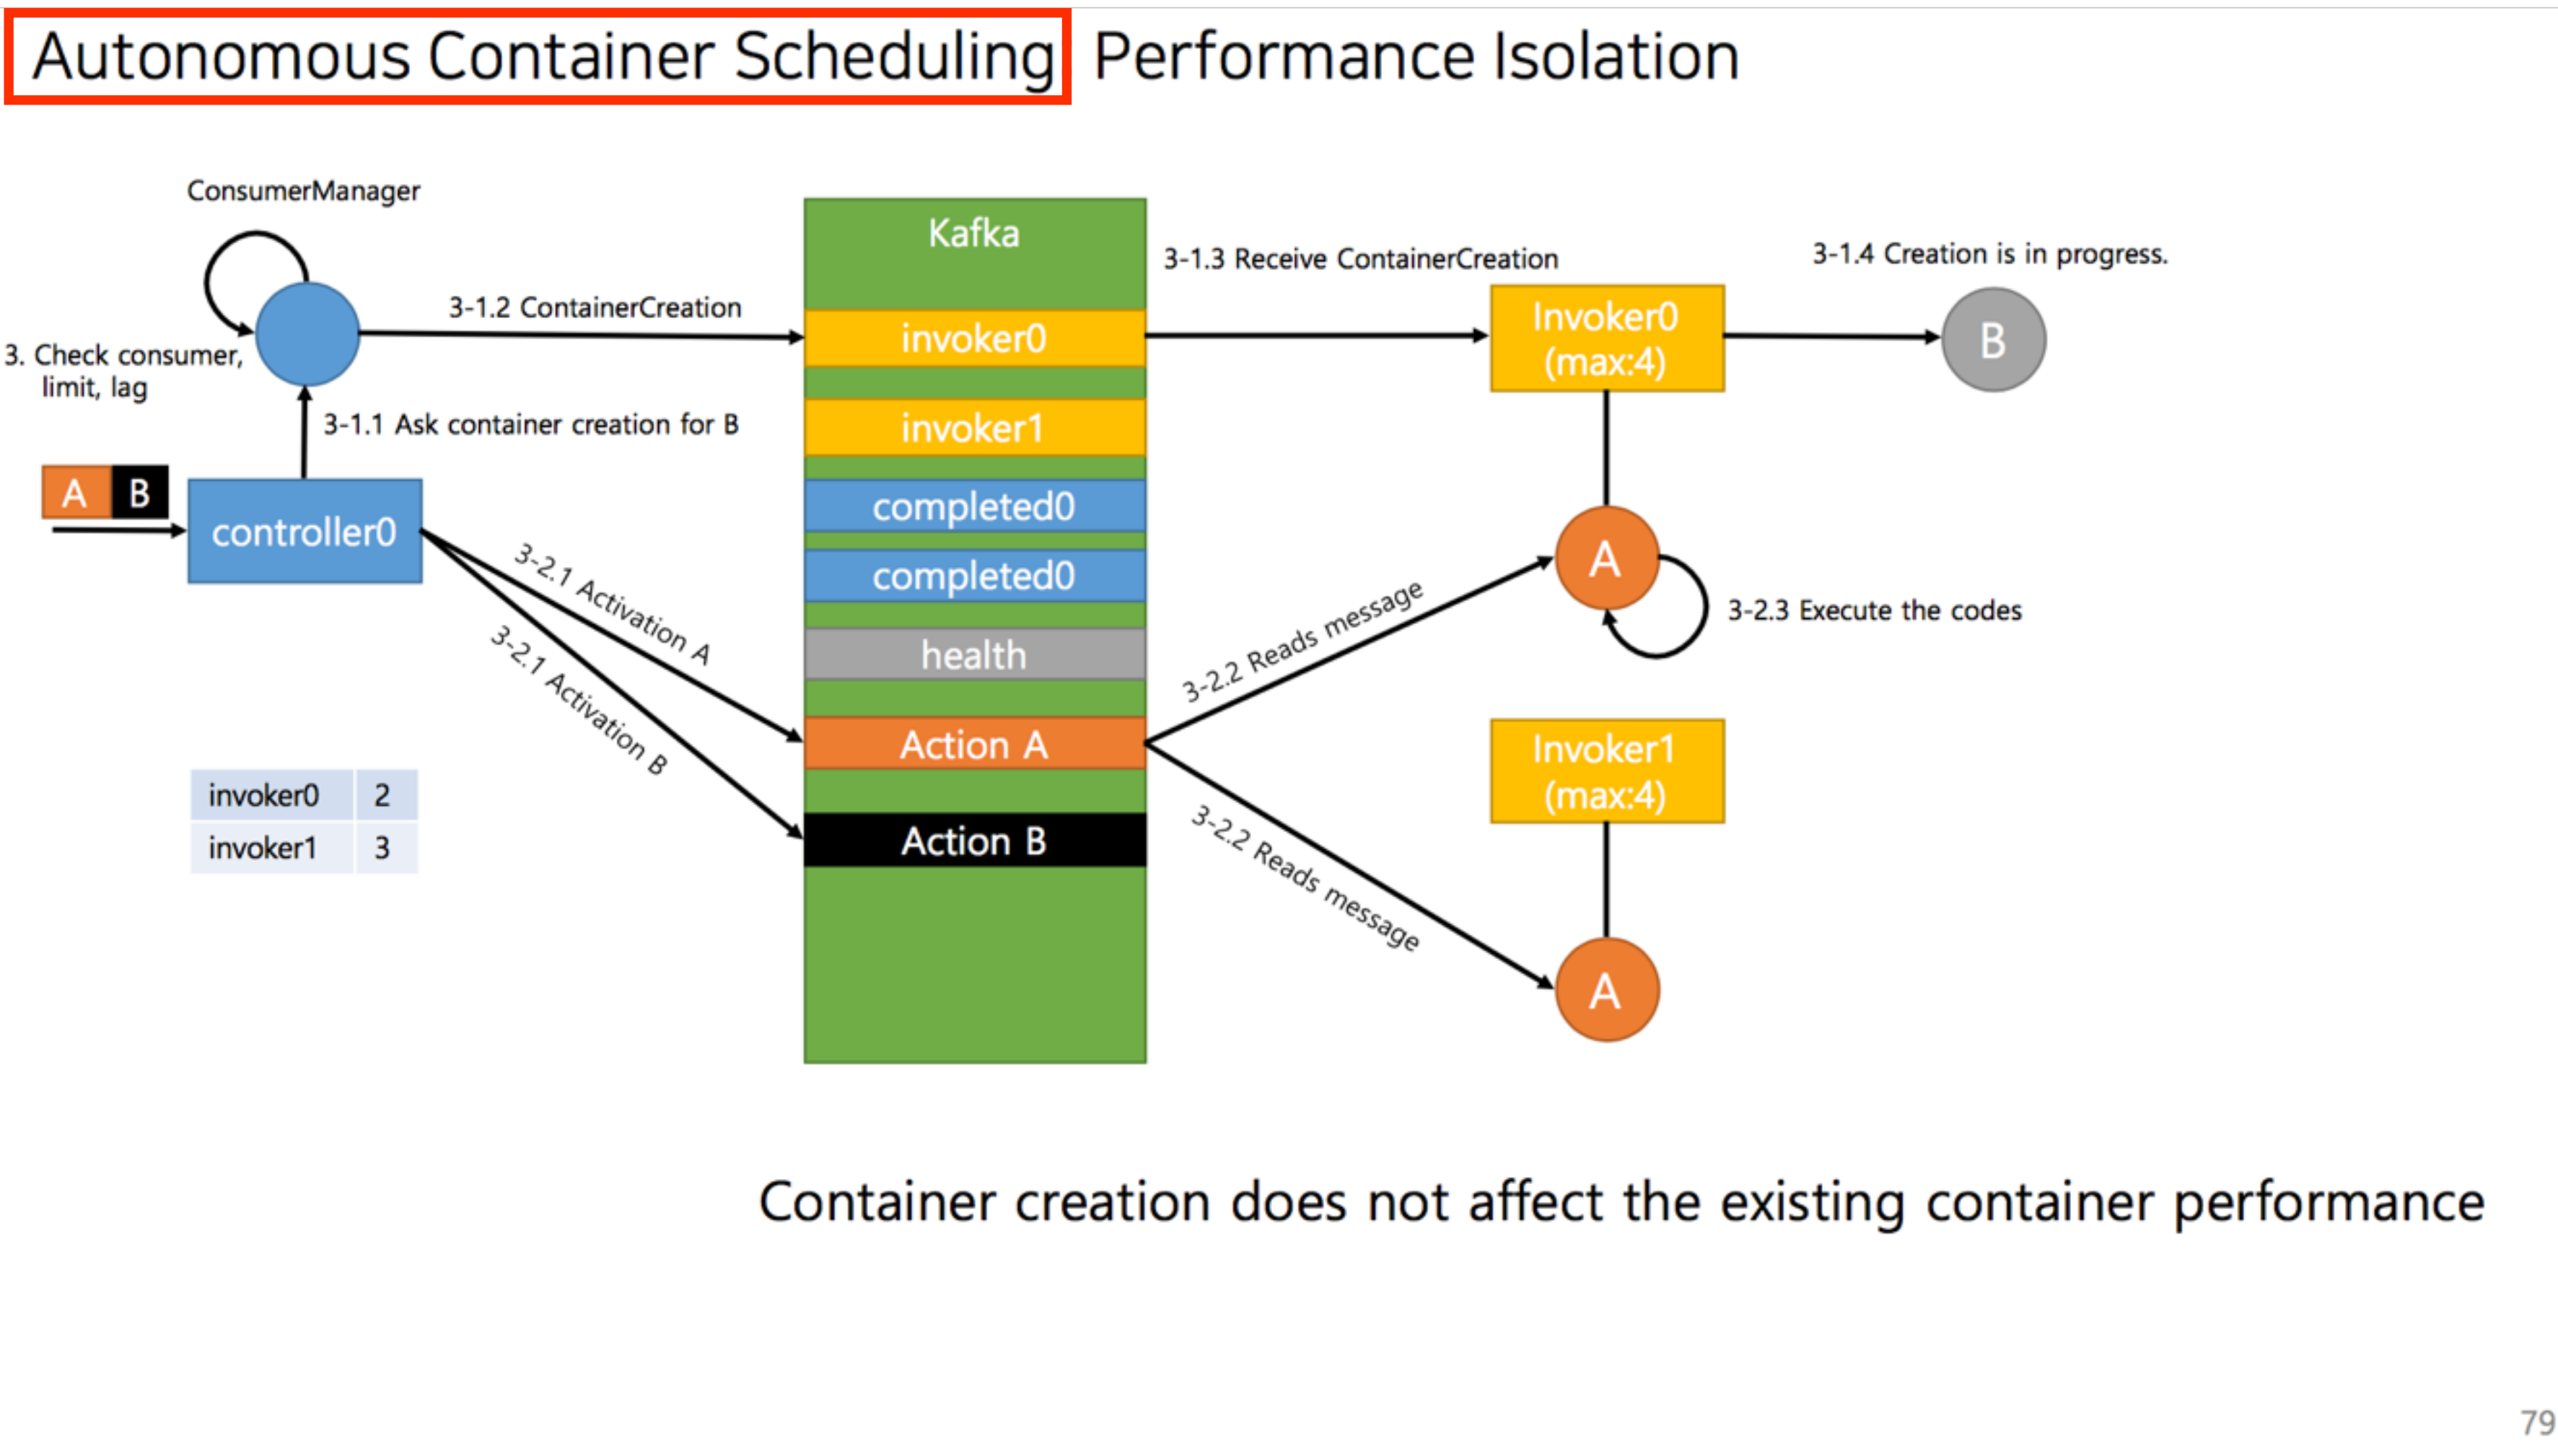 Autonomous Container Scheduling Performance Isolation
ConsumerManager
3. Check consumer,
limit, lag
3-1.2 ContainerCreation
3-1.1 Ask container creation for B
A B
controller0
3-2.1 Activation A
3-2.1 Activation B
invoker0 2
invoker1 3
Kafka
invoker0
invoker1
completed0
completed0
health
Action A
Action B
3-1.3 Receive ContainerCreation
Invoker0
(max:4)
3-1.4 Creation is in progress.
B
3-2.2 Reads message
A
3-2.3 Execute the codes
Invoker1
(max:4)
3-2.2 Reads message
A
Container creation does not affect the existing container performance
79